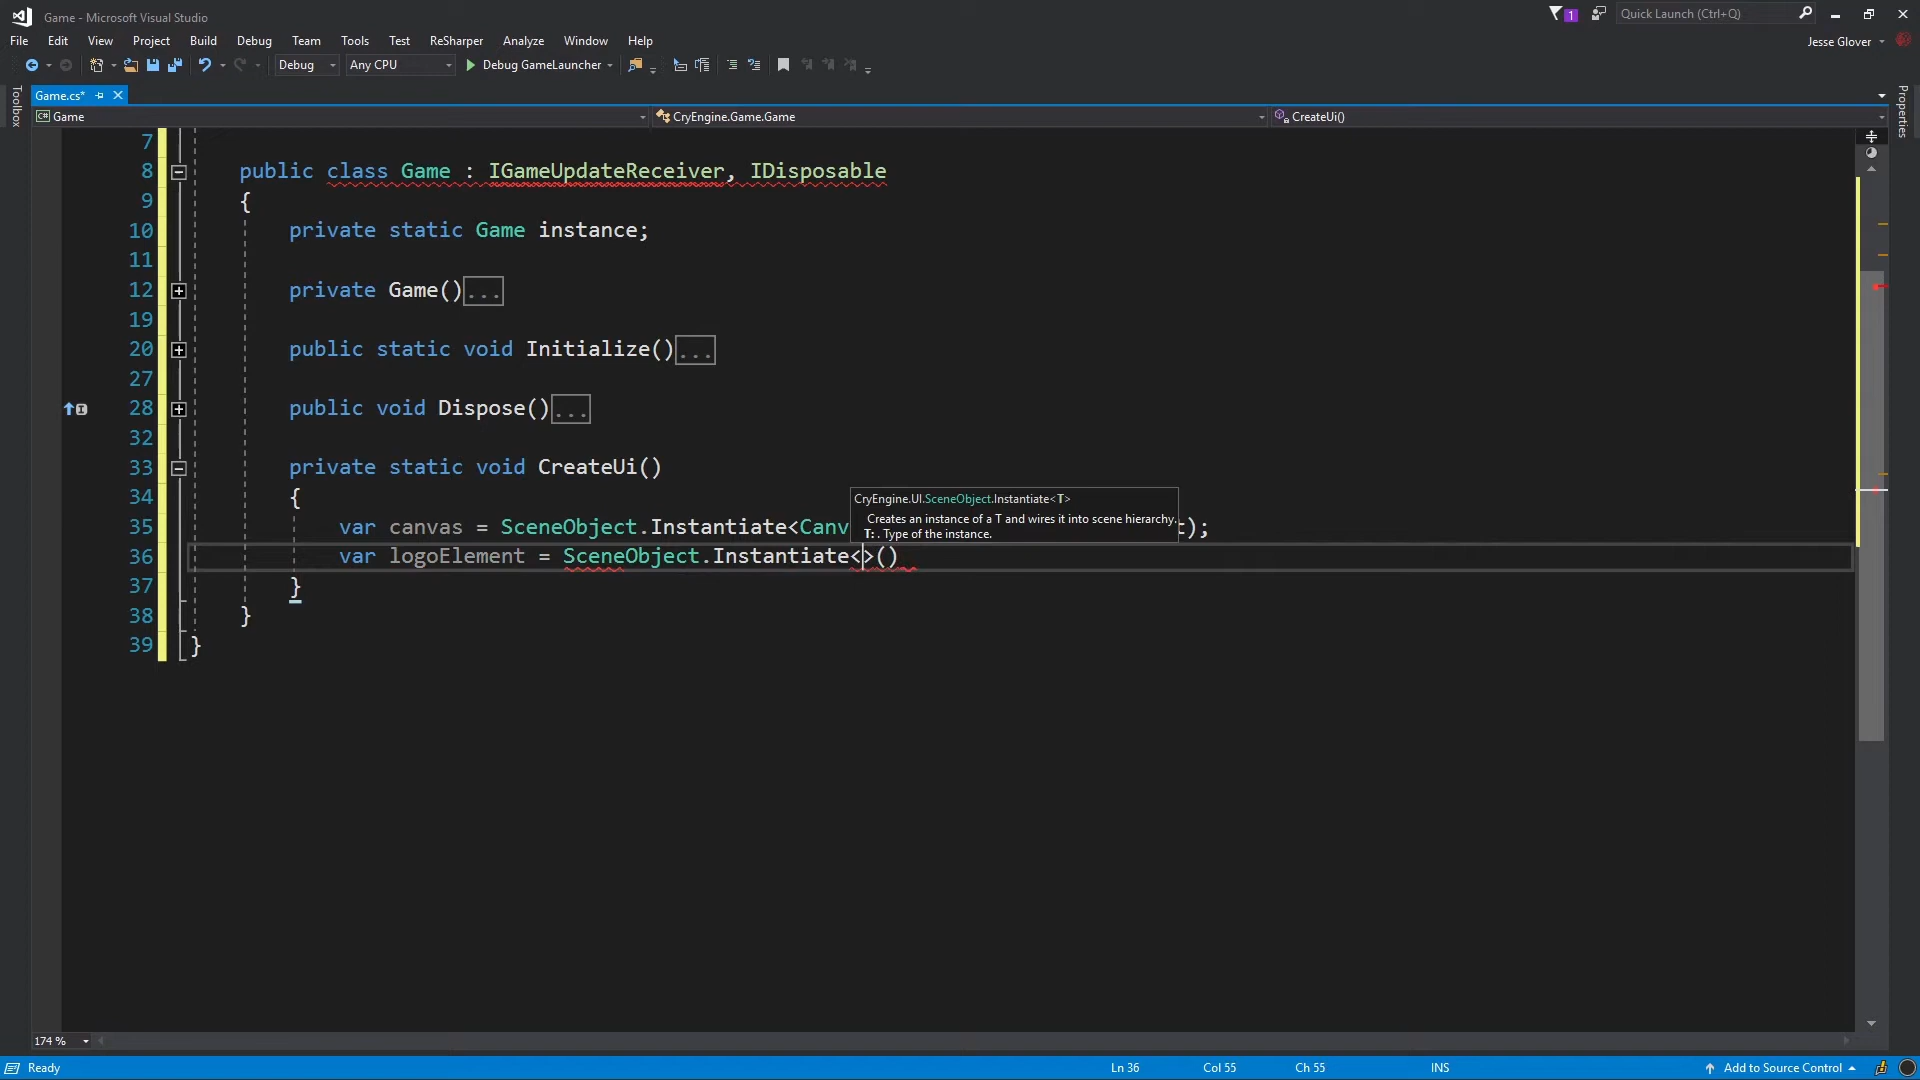 Game - Microsoft Visual Studio
1
Quick Launch (Ctrl+Q)
File Edit View Project Build Debug Team Tools Test ReSharper Analyze Window Help
Jesse Glover
Debug Any CPU Debug GameLauncher
Toolbox
Game.cs*
Properties
Game CryEngine.Game.Game CreateUi()
7
8 public class Game : IGameUpdateReceiver, IDisposable
9 {
10 private static Game instance;
11
12 private Game()...
19
20 public static void Initialize()...
27
28 public void Dispose()...
32
33 private static void CreateUi()
34 {
CryEngine.UI.SceneObject.Instantiate<T>
Creates an instance of a T and wires it into scene hierarchy.
T: . Type of the instance.
35 var canvas = SceneObject.Instantiate<Canv t);
36 var logoElement = SceneObject.Instantiate<>()
37 }
38 }
39 }
174 %
Ready Ln 36 Col 55 Ch 55 INS Add to Source Control